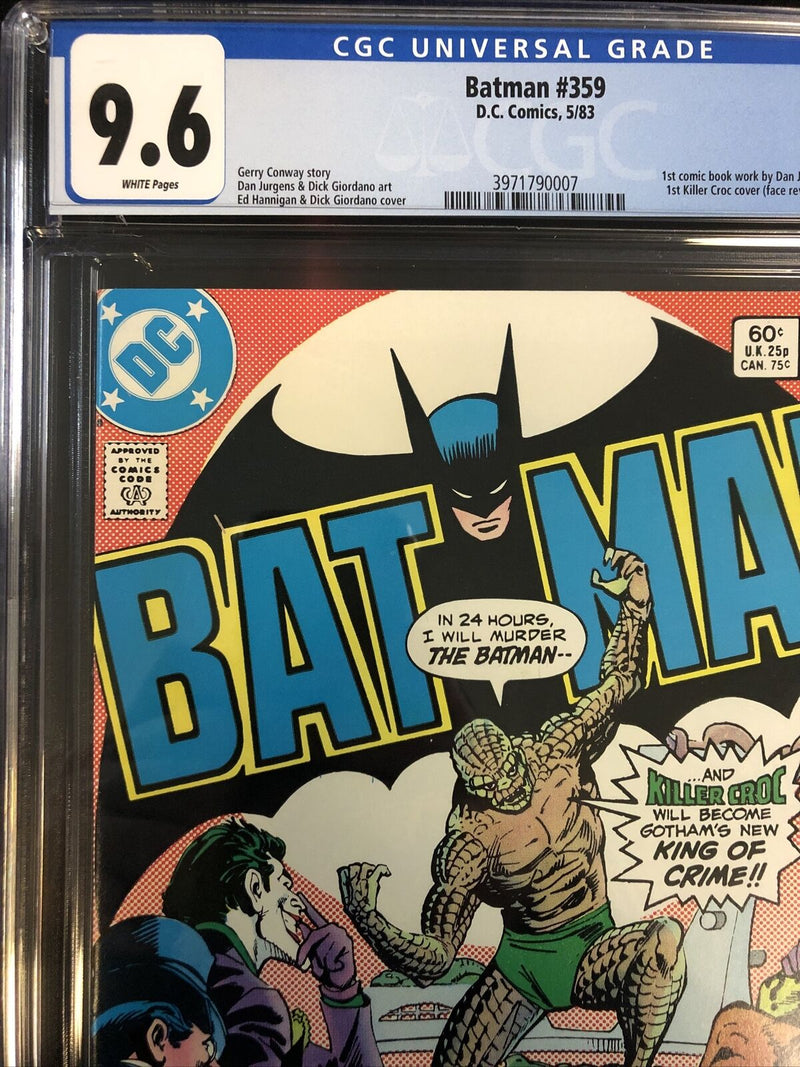 CGC UNIVERSAL GRADE
9.6
WHITE Pages
Batman #359
D.C. Comics, 5/83
CGC
Gerry Conway story
Dan Jurgens & Dick Giordano art
Ed Hannigan & Dick Giordano cover
3971790007
1st comic book work by Dan J
1st Killer Croc cover (face re
DC
60¢
U.K. 25p
CAN. 75¢
APPROVED
BY THE
COMICS
CODE
CA
AUTHORITY
BATMA
IN 24 HOURS,
I WILL MURDER
THE BATMAN--
...AND
KILLER CROC
WILL BECOME
GOTHAM'S NEW
KING OF
CRIME!!